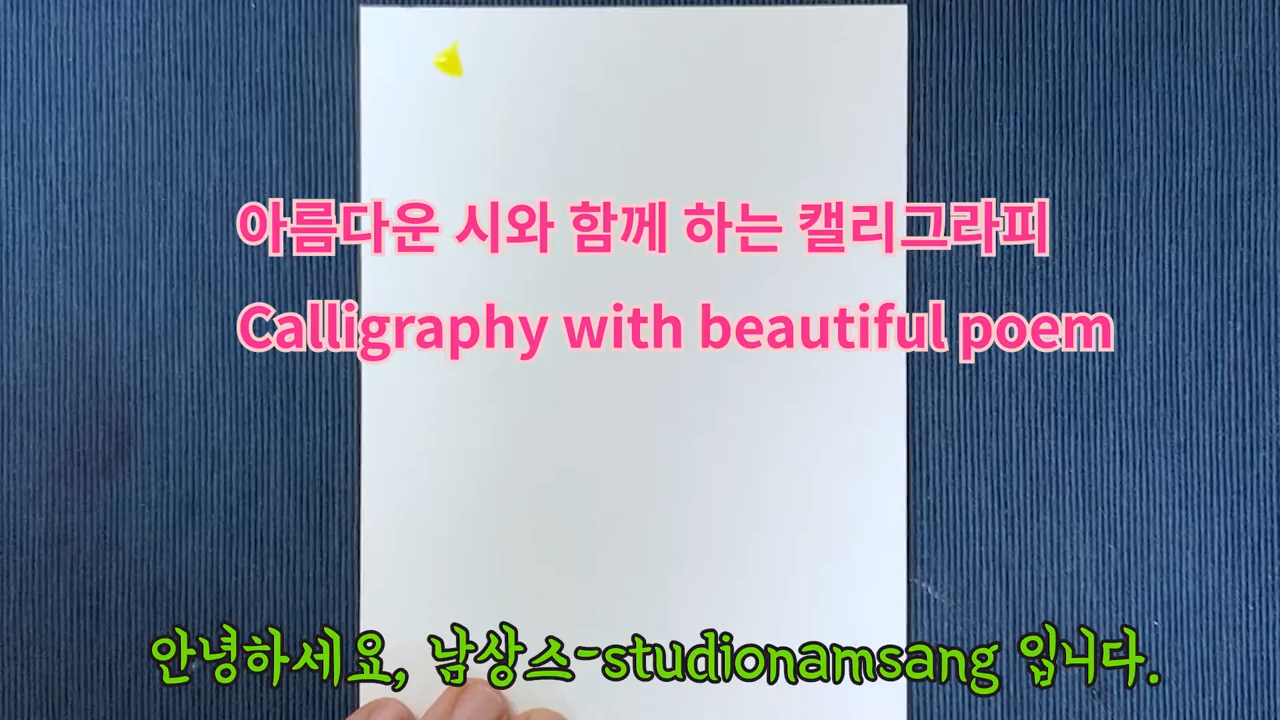 아름다운 시와 함께 하는 캘리그라피
Calligraphy with beautiful poem
안녕하세요, 남상스-studionamsang 입니다.